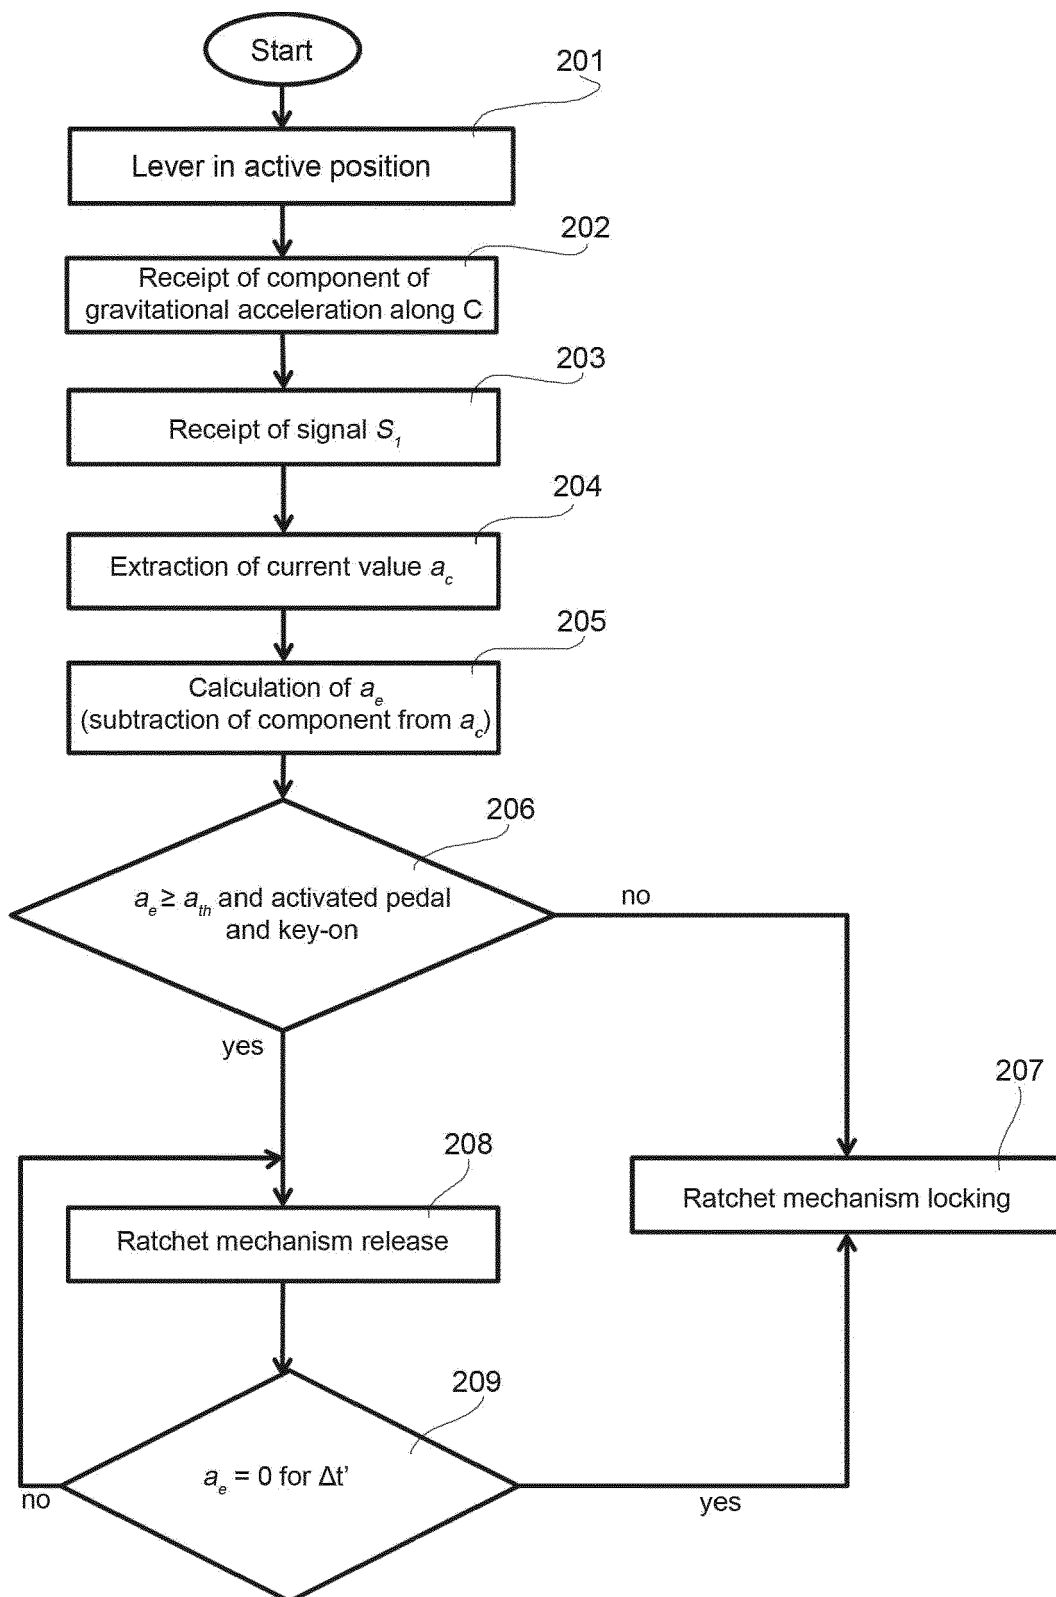 Start
201
Lever in active position
202
Receipt of component of
gravitational acceleration along C
203
Receipt of signal S1
204
Extraction of current value ac
205
Calculation of ae
(subtraction of component from ac)
206
ae ≥ ath and activated pedal
and key-on
no
yes
207
Ratchet mechanism locking
208
Ratchet mechanism release
209
ae = 0 for Δt’
no
yes